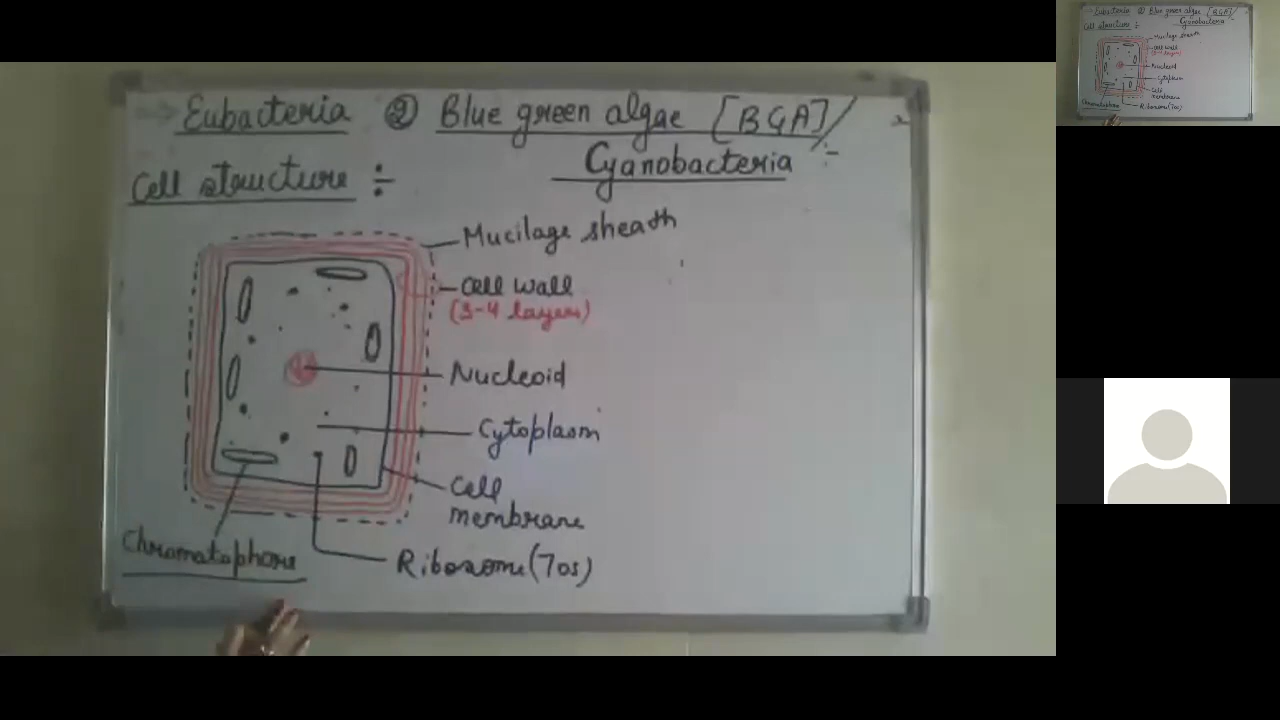 Eubacteria ② Blue green algae [BGA]/
Cyanobacteria :-
Cell structure ÷
Mucilage sheath
Cell wall
(3-4 layers)
Nucleoid
Cytoplasm
Cell
membrane
Chromatophore
Ribosome (70s)